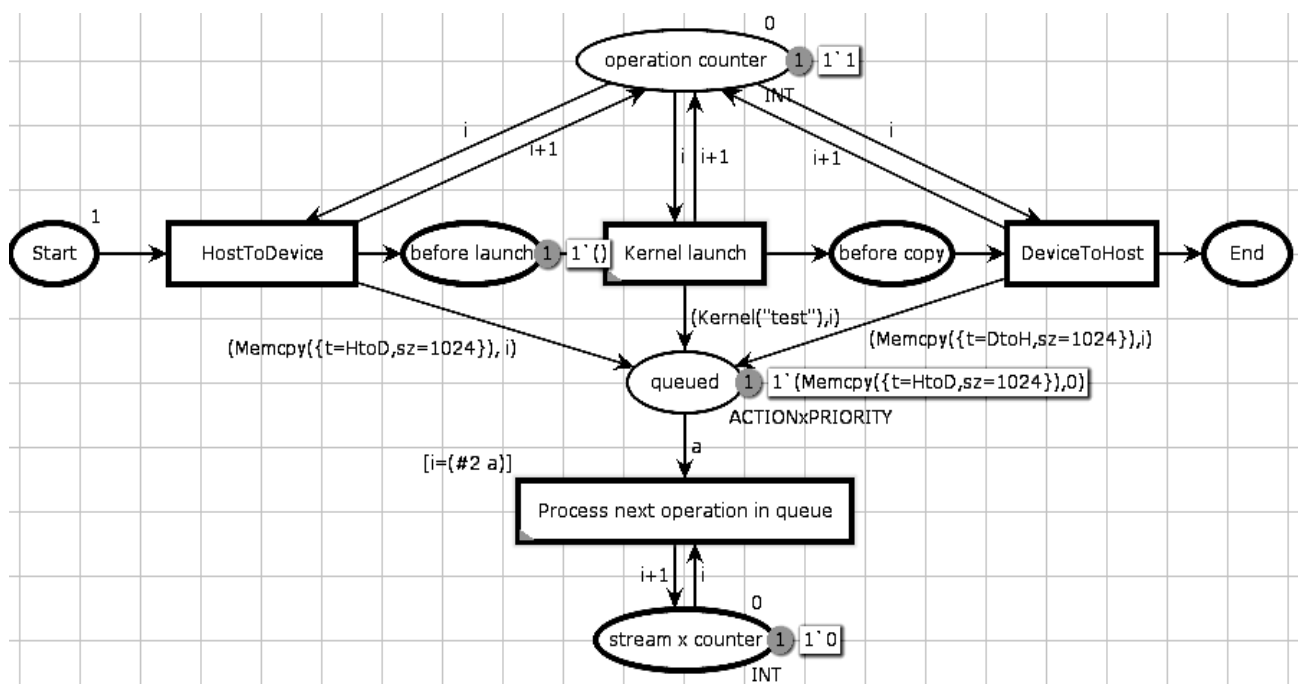 0
operation counter
1
1`1
INT
i
i+1
i
i+1
i
i+1
1
Start
HostToDevice
before launch
1
1`()
Kernel launch
before copy
DeviceToHost
End
(Memcpy({t=HtoD,sz=1024}), i)
(Kernel("test"),i)
(Memcpy({t=DtoH,sz=1024}),i)
queued
1
1`(Memcpy({t=HtoD,sz=1024}),0)
ACTIONxPRIORITY
a
[i=(#2 a)]
Process next operation in queue
i+1
i
0
stream x counter
1
1`0
INT